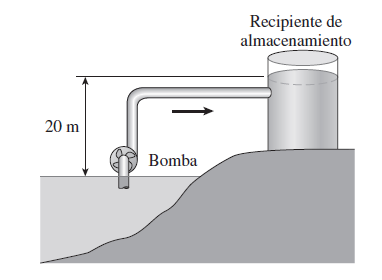 Recipiente de
almacenamiento
20 m
Bomba